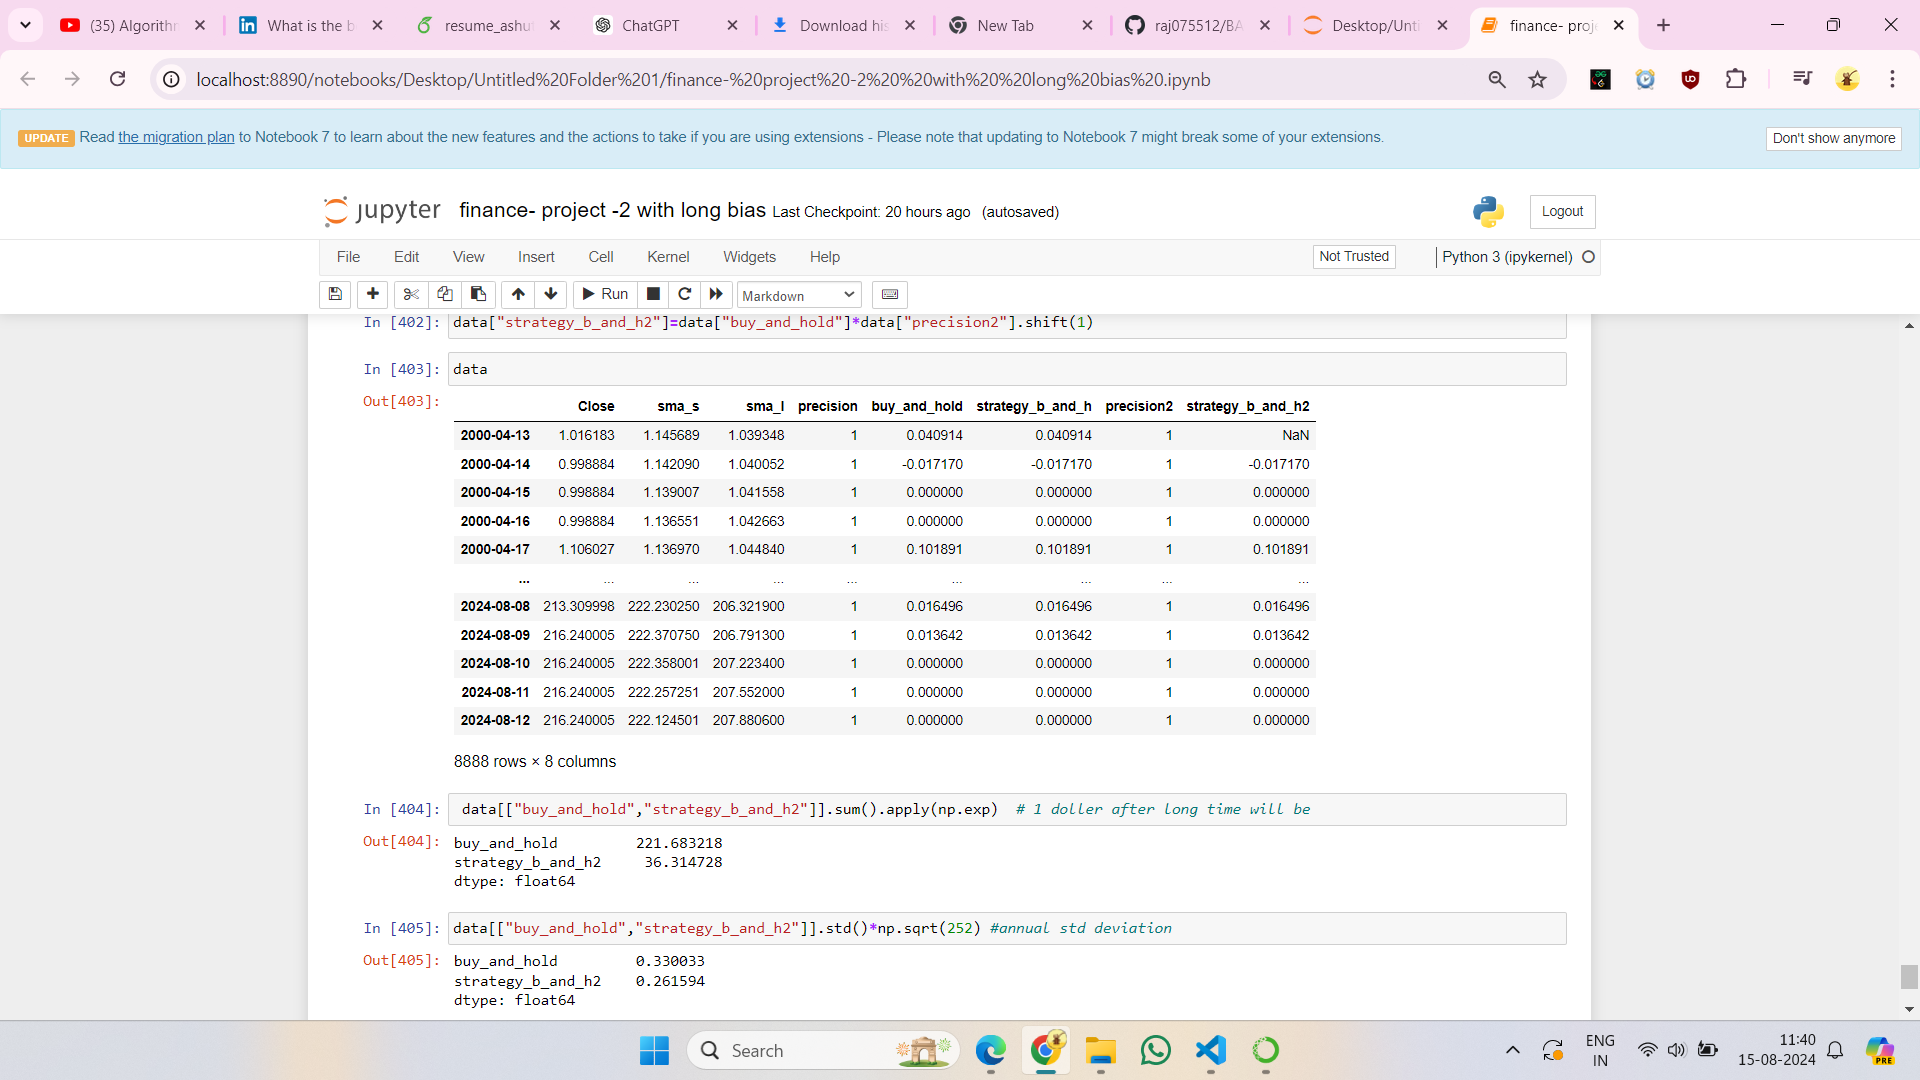 (35) Algorithm
What is the b
resume_ashu
ChatGPT
Download his
New Tab
raj075512/BA
Desktop/Unti
finance- proj
localhost:8890/notebooks/Desktop/Untitled%20Folder%201/finance-%20project%20-2%20%20with%20%20long%20bias%20.ipynb
UPDATE Read the migration plan to Notebook 7 to learn about the new features and the actions to take if you are using extensions - Please note that updating to Notebook 7 might break some of your extensions.
Don't show anymore
jupyter finance- project -2 with long bias Last Checkpoint: 20 hours ago (autosaved)
Logout
File Edit View Insert Cell Kernel Widgets Help
Not Trusted
Python 3 (ipykernel)
Run
Markdown
In [402]: data["strategy_b_and_h2"]=data["buy_and_hold"]*data["precision2"].shift(1)
In [403]: data
Out[403]:
Close sma_s sma_l precision buy_and_hold strategy_b_and_h precision2 strategy_b_and_h2
2000-04-13 1.016183 1.145689 1.039348 1 0.040914 0.040914 1 NaN
2000-04-14 0.998884 1.142090 1.040052 1 -0.017170 -0.017170 1 -0.017170
2000-04-15 0.998884 1.139007 1.041558 1 0.000000 0.000000 1 0.000000
2000-04-16 0.998884 1.136551 1.042663 1 0.000000 0.000000 1 0.000000
2000-04-17 1.106027 1.136970 1.044840 1 0.101891 0.101891 1 0.101891
... ... ... ... ... ... ... ... ...
2024-08-08 213.309998 222.230250 206.321900 1 0.016496 0.016496 1 0.016496
2024-08-09 216.240005 222.370750 206.791300 1 0.013642 0.013642 1 0.013642
2024-08-10 216.240005 222.358001 207.223400 1 0.000000 0.000000 1 0.000000
2024-08-11 216.240005 222.257251 207.552000 1 0.000000 0.000000 1 0.000000
2024-08-12 216.240005 222.124501 207.880600 1 0.000000 0.000000 1 0.000000
8888 rows × 8 columns
In [404]: data[["buy_and_hold","strategy_b_and_h2"]].sum().apply(np.exp) # 1 doller after long time will be
Out[404]: buy_and_hold 221.683218
strategy_b_and_h2 36.314728
dtype: float64
In [405]: data[["buy_and_hold","strategy_b_and_h2"]].std()*np.sqrt(252) #annual std deviation
Out[405]: buy_and_hold 0.330033
strategy_b_and_h2 0.261594
dtype: float64
Search
ENG
IN
11:40
15-08-2024
PRE